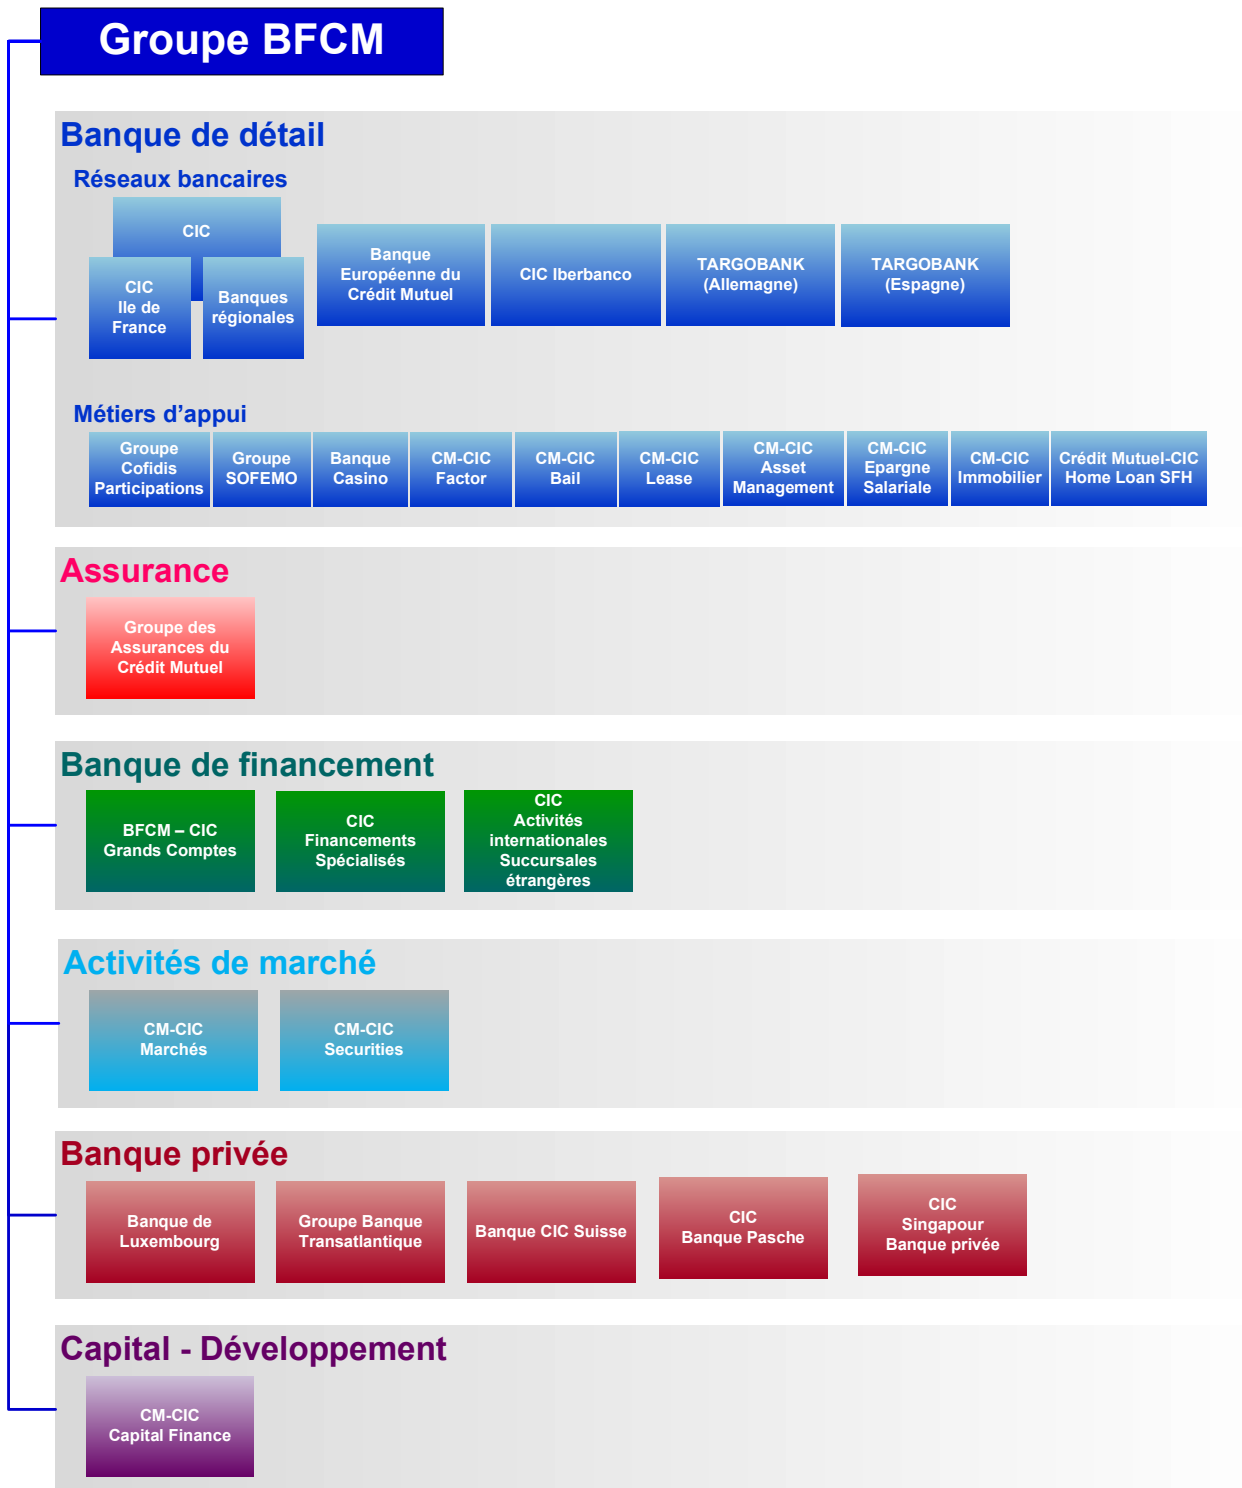 Groupe BFCM
Banque de détail
Réseaux bancaires
CIC
CIC
Ile de
France
Banques
régionales
Banque
Européenne du
Crédit Mutuel
CIC Iberbanco
TARGOBANK
(Allemagne)
TARGOBANK
(Espagne)
Métiers d’appui
Groupe
Cofidis
Participations
Groupe
SOFEMO
Banque
Casino
CM-CIC
Factor
CM-CIC
Bail
CM-CIC
Lease
CM-CIC
Asset
Management
CM-CIC
Epargne
Salariale
CM-CIC
Immobilier
Crédit Mutuel-CIC
Home Loan SFH
Assurance
Groupe des
Assurances du
Crédit Mutuel
Banque de financement
BFCM – CIC
Grands Comptes
CIC
Financements
Spécialisés
CIC
Activités
internationales
Succursales
étrangères
Activités de marché
CM-CIC
Marchés
CM-CIC
Securities
Banque privée
Banque de
Luxembourg
Groupe Banque
Transatlantique
Banque CIC Suisse
CIC
Banque Pasche
CIC
Singapour
Banque privée
Capital - Développement
CM-CIC
Capital Finance